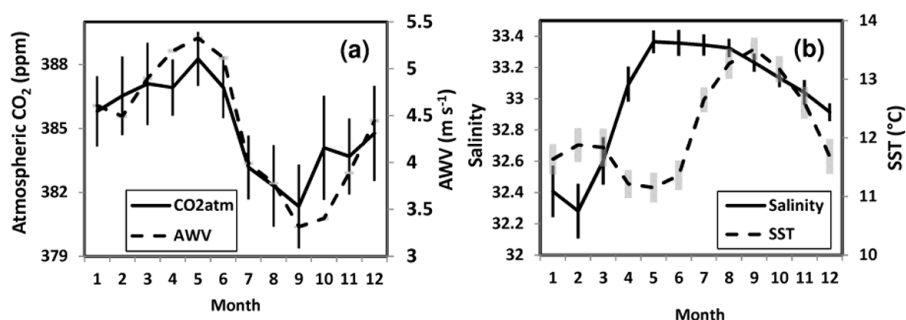 (a)
Atmospheric CO2 (ppm)
388
385
382
379
5.5
5
4.5
4
3.5
3
AWV (m s-1)
CO2atm
AWV
1 2 3 4 5 6 7 8 9 10 11 12
Month
(b)
Salinity
33.4
33.2
33
32.8
32.6
32.4
32.2
32
14
13
12
11
10
SST (°C)
Salinity
SST
1 2 3 4 5 6 7 8 9 10 11 12
Month